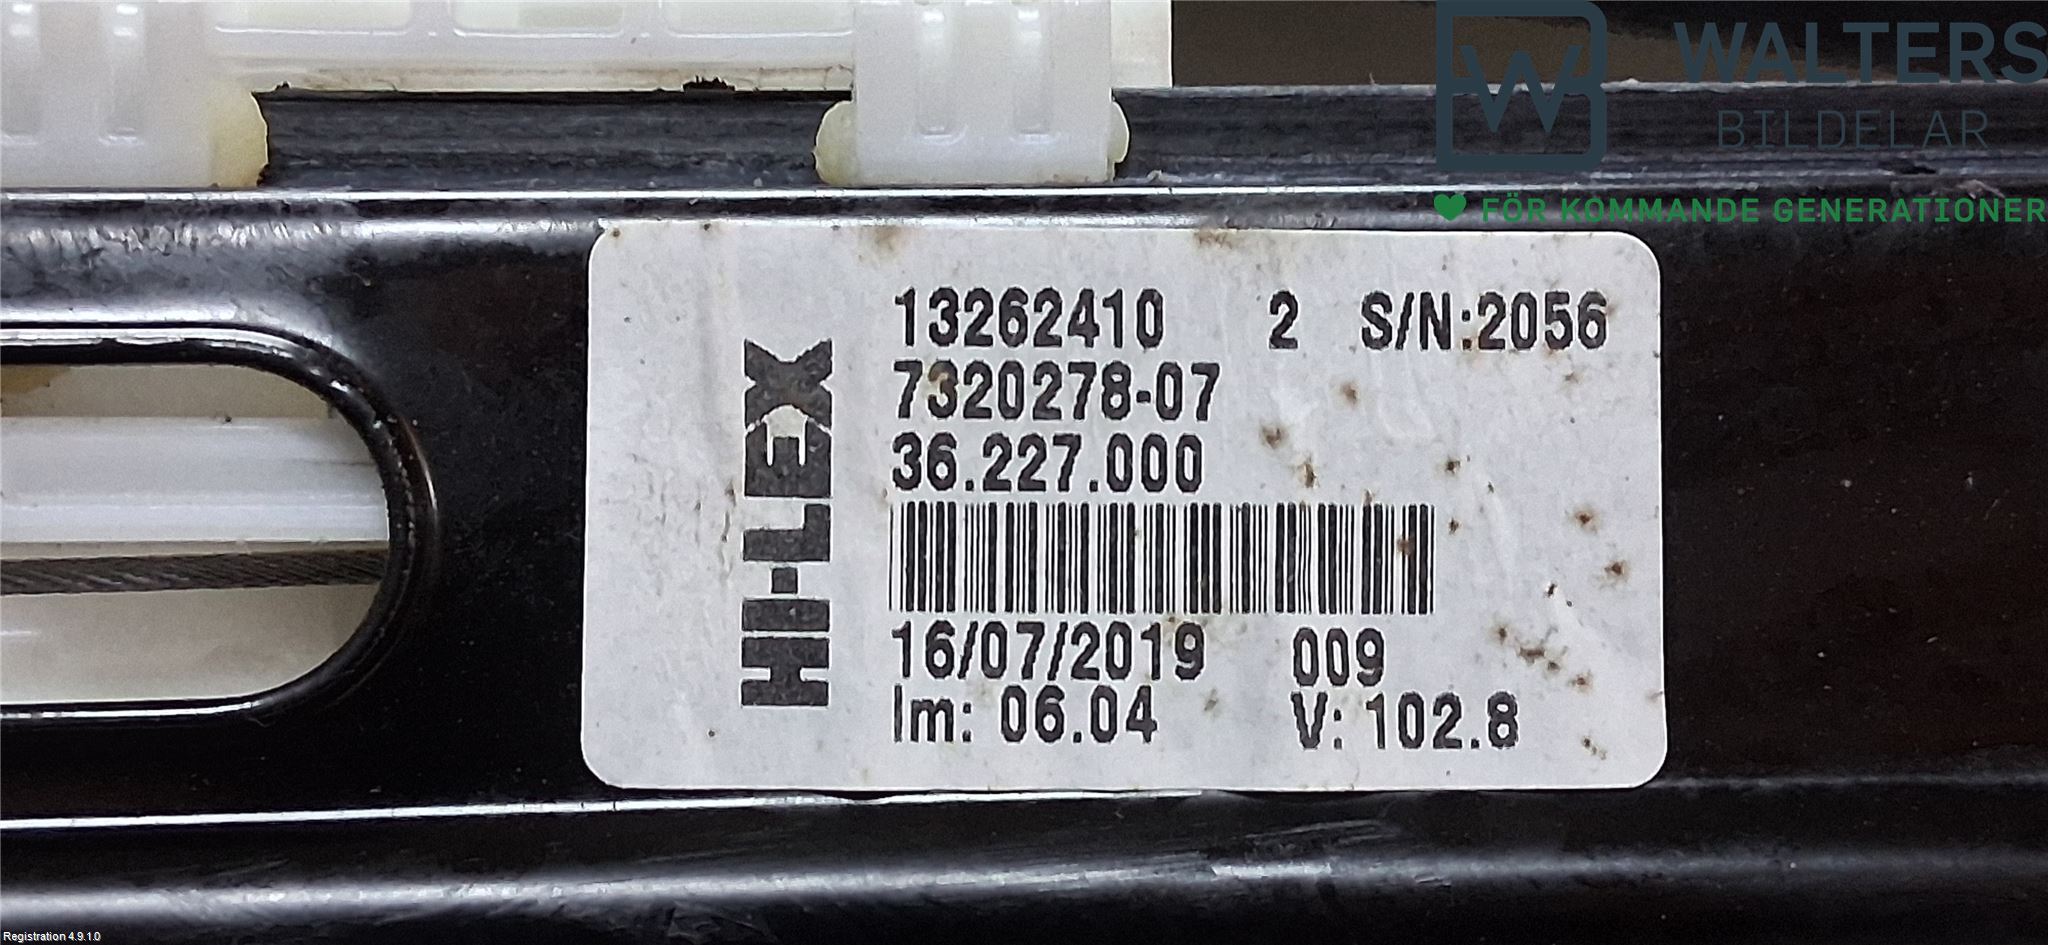 WALTERS
BILDELAR
FÖR KOMMANDE GENERATIONER
HI-LEX
13262410 2 S/N:2056
7320278-07
36.227.000
16/07/2019 009
Im: 06.04 V: 102.8
Registration 4.9.1.0